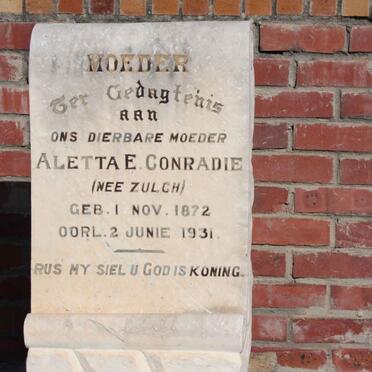 MOEDER
Ter Gedagtenis
AAN
ONS DIERBARE MOEDER
ALETTA E. CONRADIE
(NEE ZULCH)
GEB. 1 NOV. 1872
OORL. 2 JUNIE 1931.
RUS MY SIEL U GOD IS KONING.